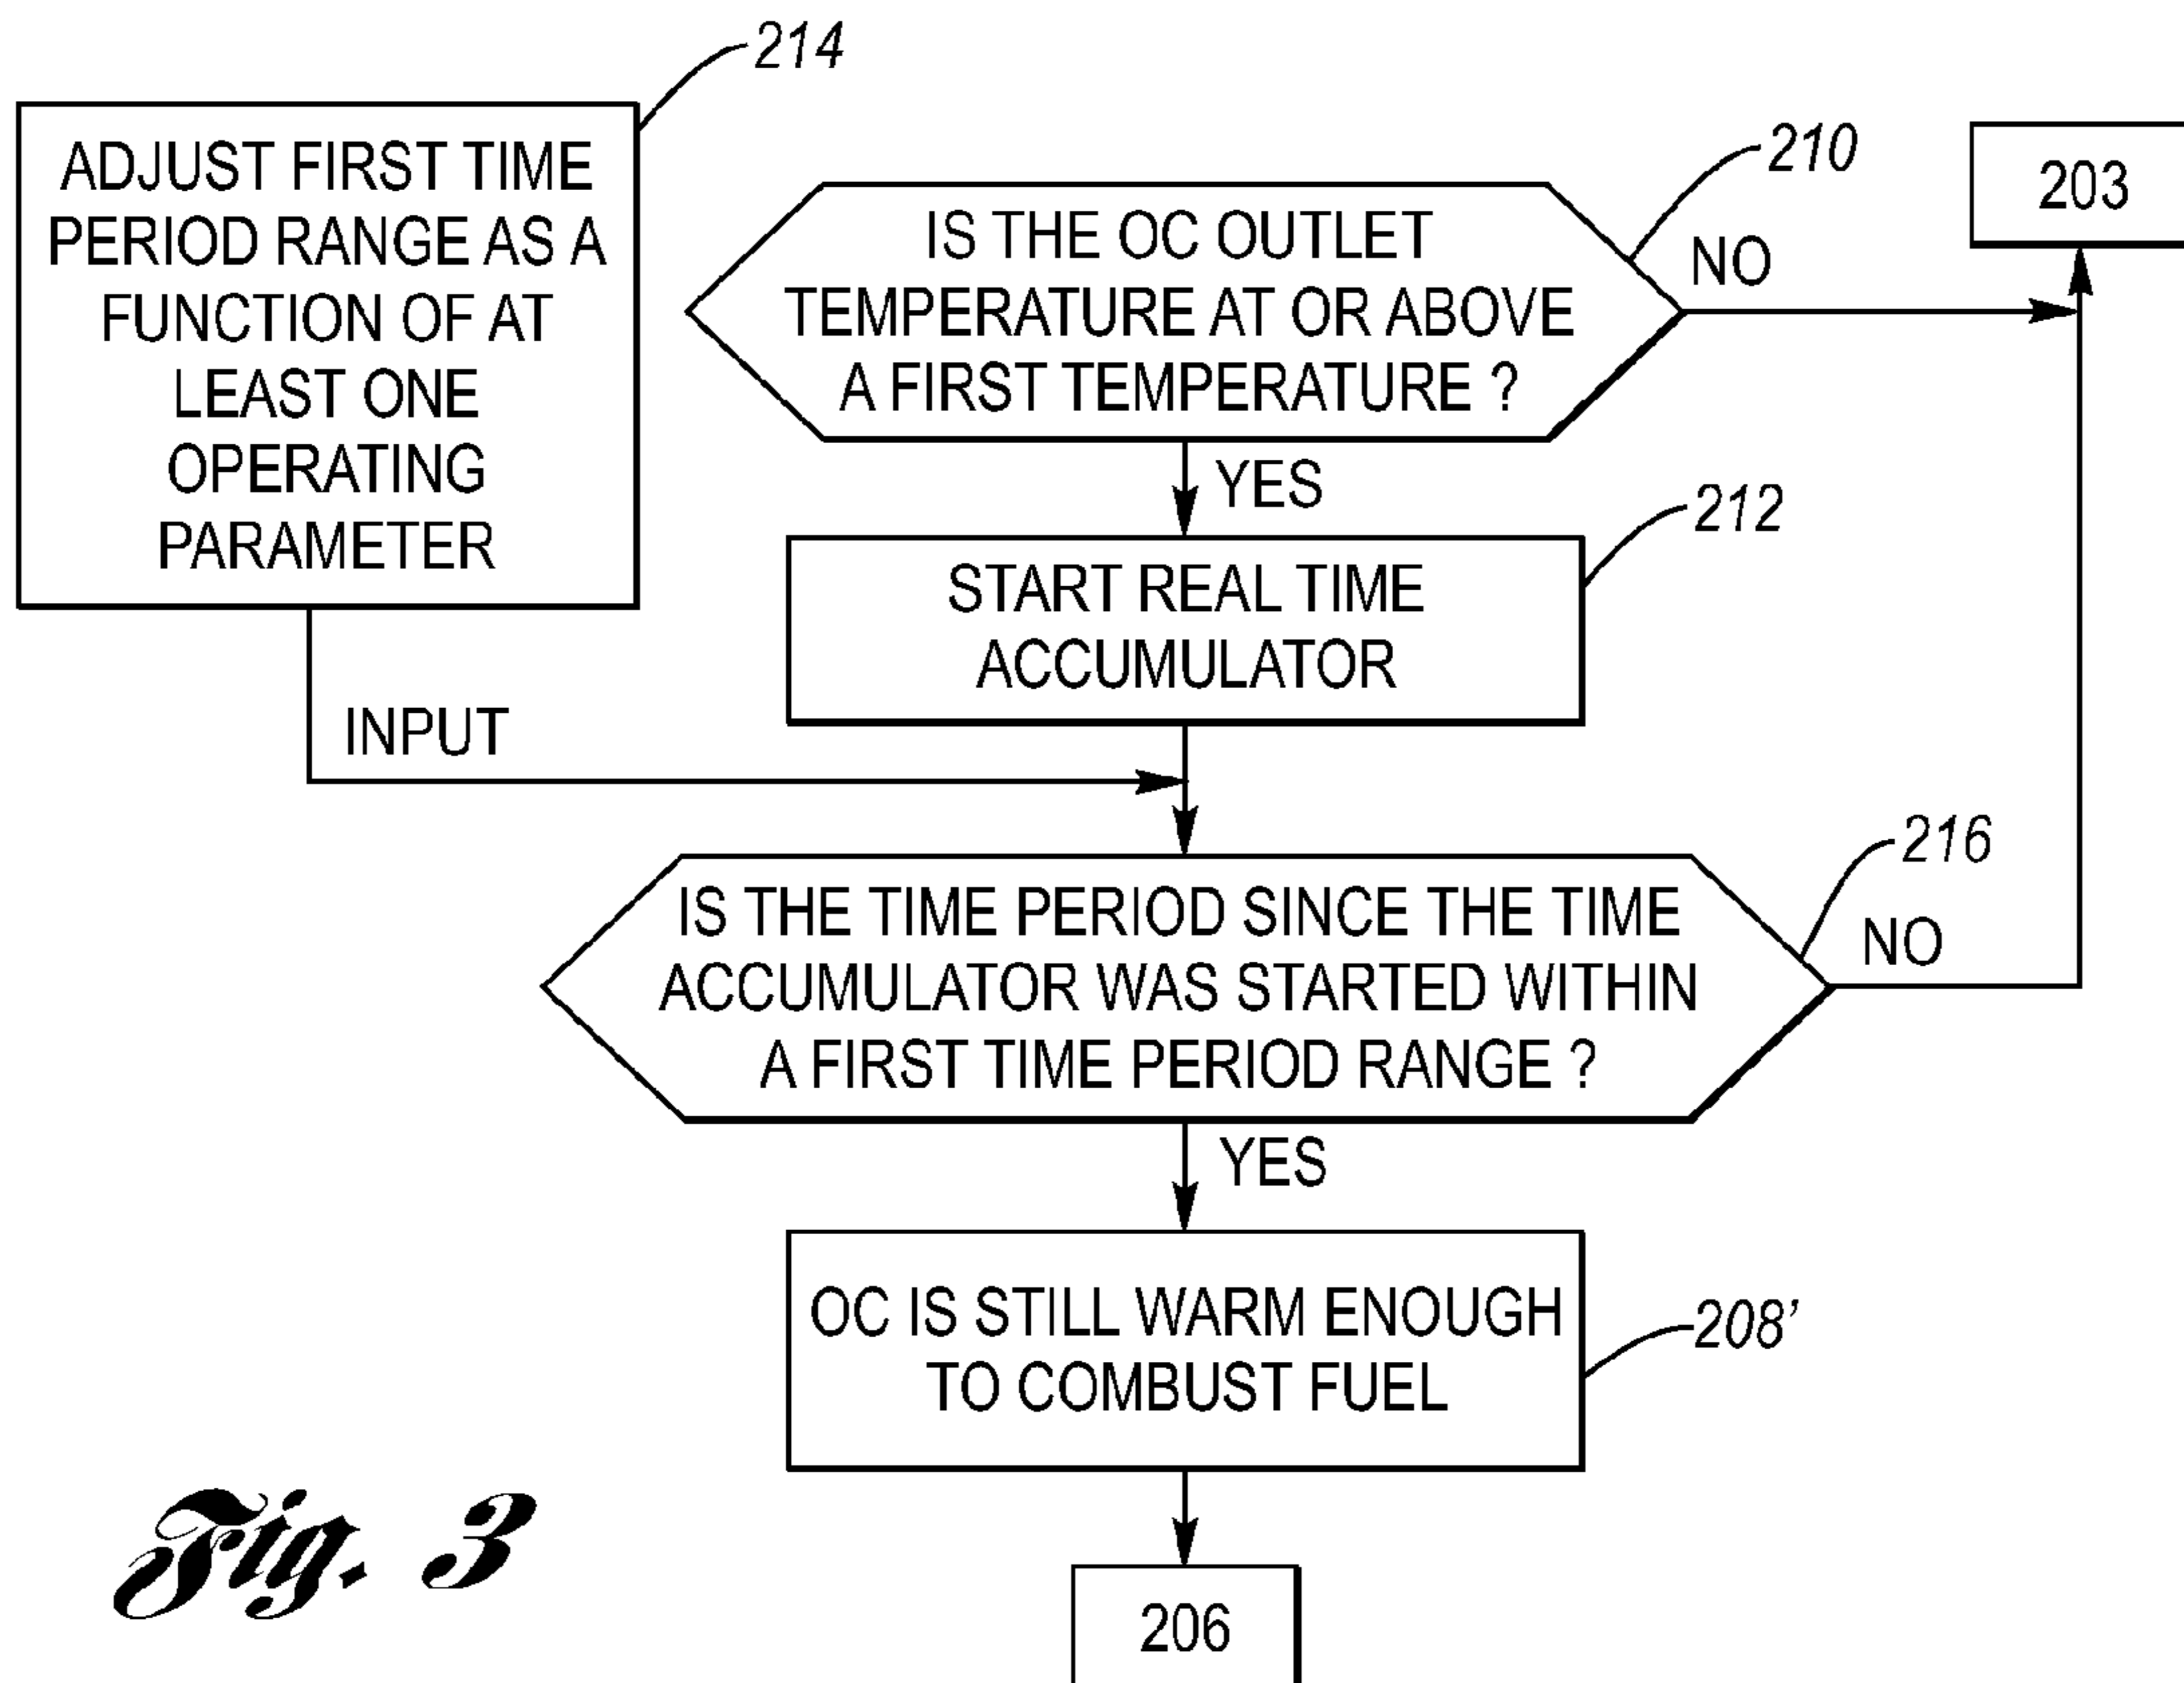 214
ADJUST FIRST TIME
PERIOD RANGE AS A
FUNCTION OF AT
LEAST ONE
OPERATING
PARAMETER
INPUT
210
IS THE OC OUTLET
TEMPERATURE AT OR ABOVE
A FIRST TEMPERATURE ?
NO
203
YES
212
START REAL TIME
ACCUMULATOR
216
IS THE TIME PERIOD SINCE THE TIME
ACCUMULATOR WAS STARTED WITHIN
A FIRST TIME PERIOD RANGE ?
NO
YES
OC IS STILL WARM ENOUGH
TO COMBUST FUEL
208’
206
Fig. 3